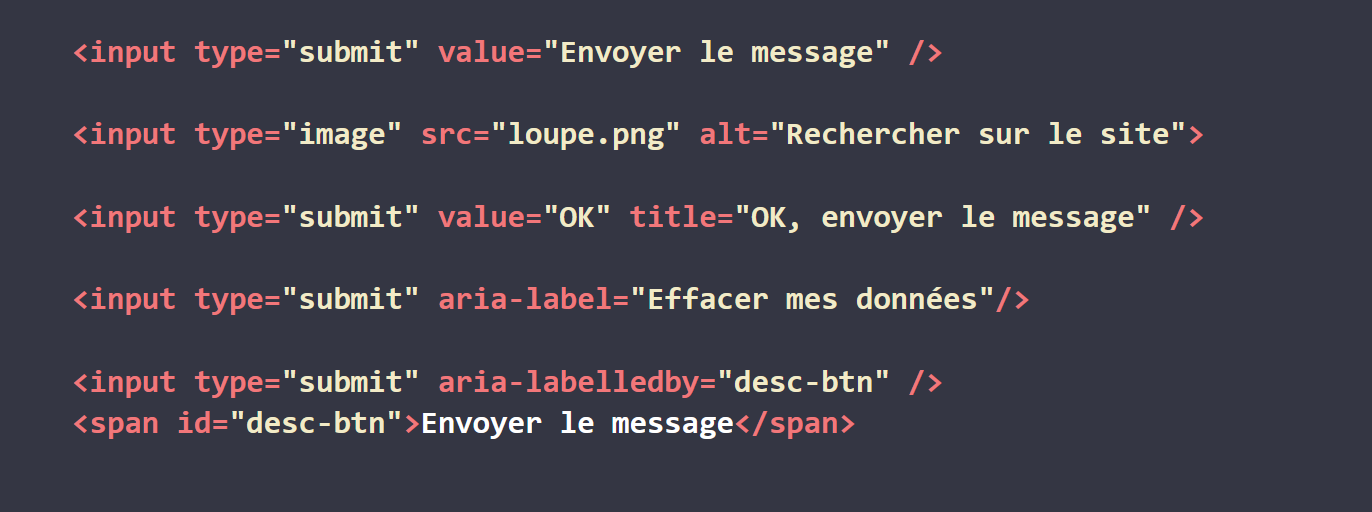 <input type="submit" value="Envoyer le message" />
<input type="image" src="loupe.png" alt="Rechercher sur le site">
<input type="submit" value="OK" title="OK, envoyer le message" />
<input type="submit" aria-label="Effacer mes données"/>
<input type="submit" aria-labelledby="desc-btn" />
<span id="desc-btn">Envoyer le message</span>